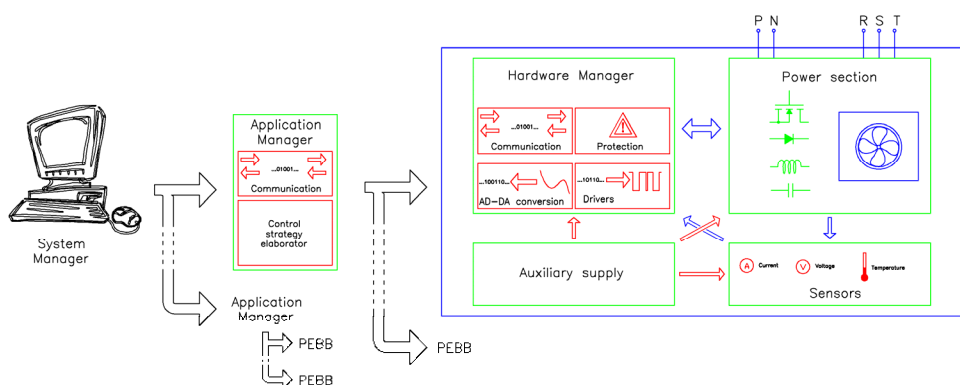 System
Manager
Application
Manager
...01001...
Communication
Control
strategy
elaborator
Application
Manager
PEBB
PEBB
PEBB
P N
R S T
Hardware Manager
...01001...
Communication
Protection
...100110...
AD-DA conversion
...10110...
Drivers
Power section
Auxiliary supply
A
Current
V
Voltage
Temperature
Sensors